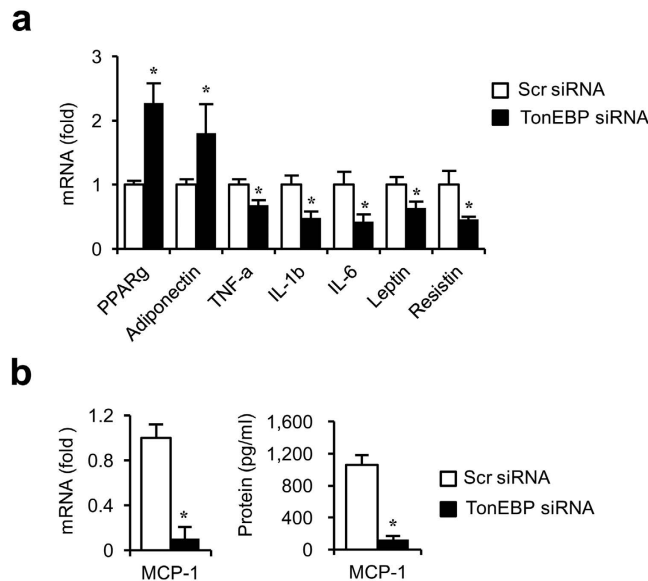 a
mRNA (fold)
3
2
1
0
*
*
*
*
*
*
*
PPARg
Adiponectin
TNF-a
IL-1b
IL-6
Leptin
Resistin
Scr siRNA
TonEBP siRNA
b
mRNA (fold )
1.2
0.8
0.4
0
*
MCP-1
Protein (pg/ml)
1,600
1,200
800
400
0
*
MCP-1
Scr siRNA
TonEBP siRNA